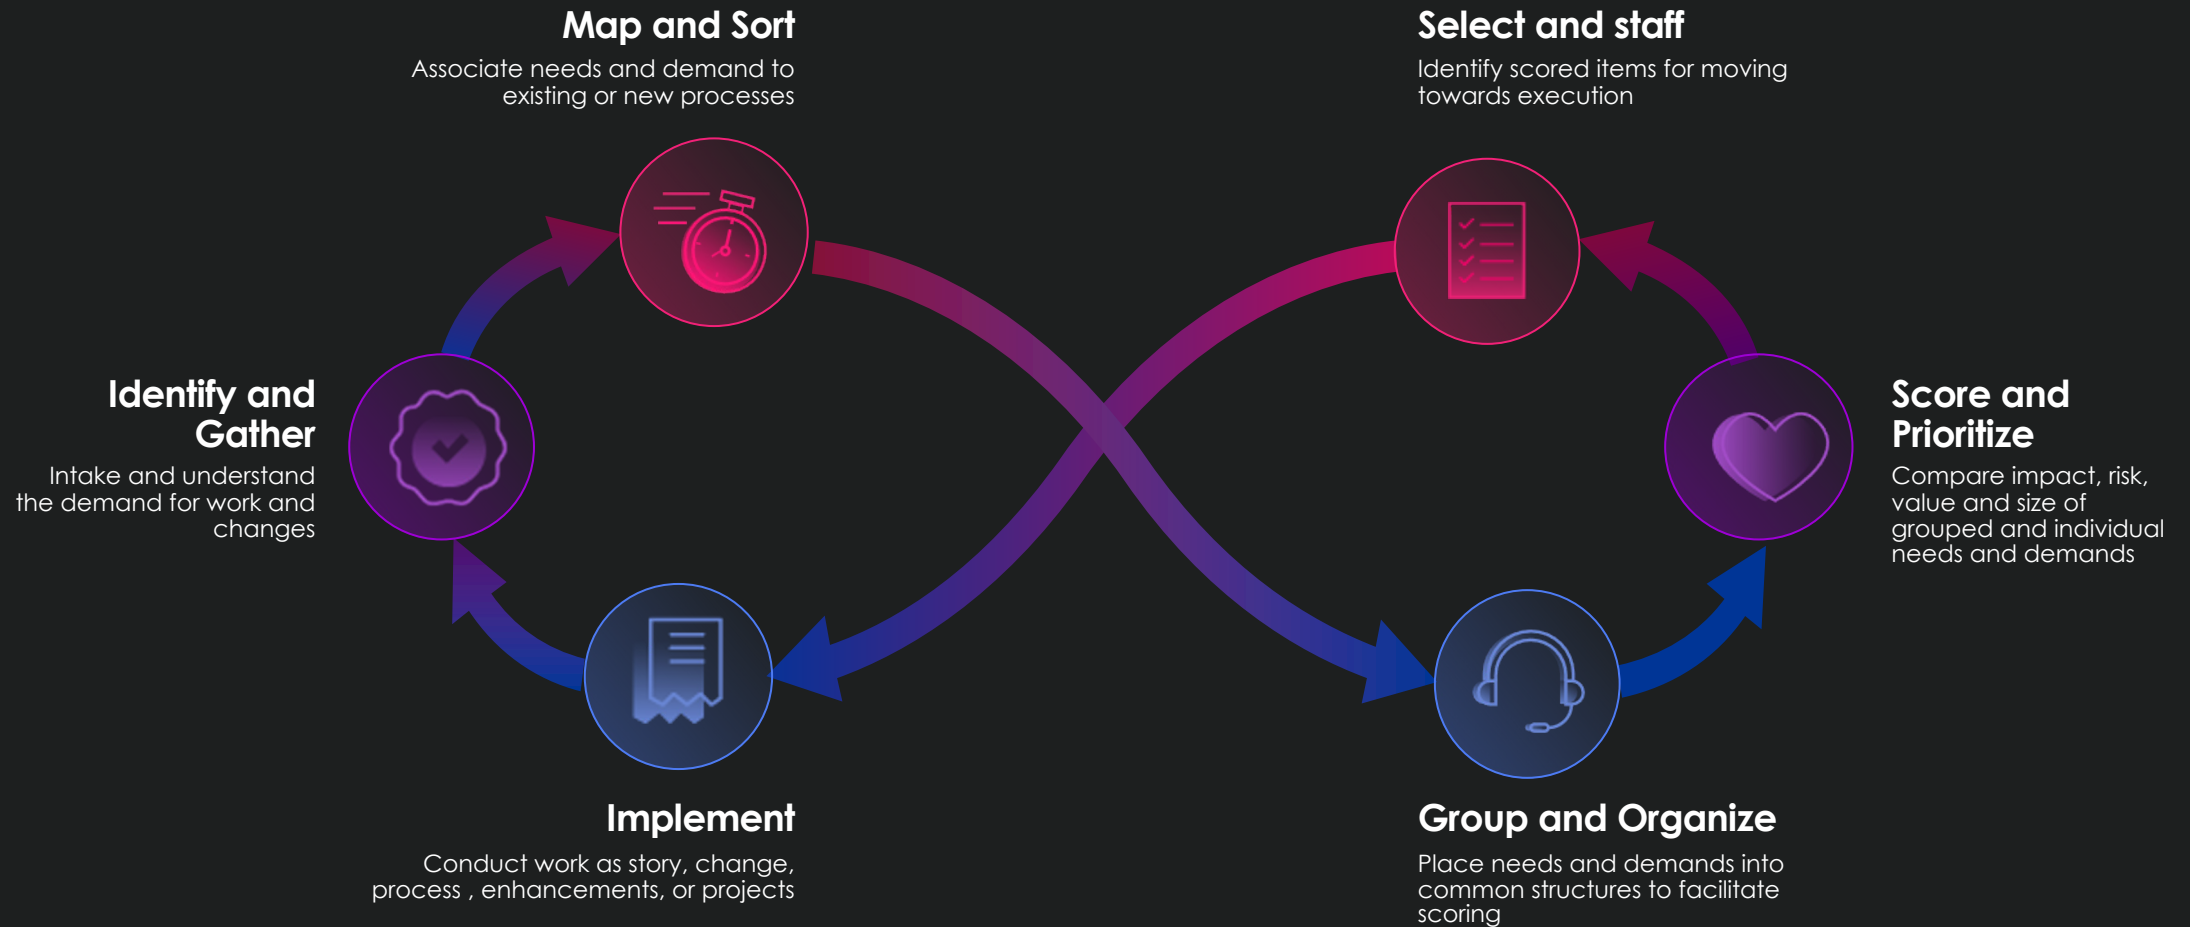 Map and Sort
Associate needs and demand to
existing or new processes
Select and staff
Identify scored items for moving
towards execution
Identify and
Gather
Intake and understand
the demand for work and
changes
Score and
Prioritize
Compare impact, risk,
value and size of
grouped and individual
needs and demands
Implement
Conduct work as story, change,
process , enhancements, or projects
Group and Organize
Place needs and demands into
common structures to facilitate
scoring